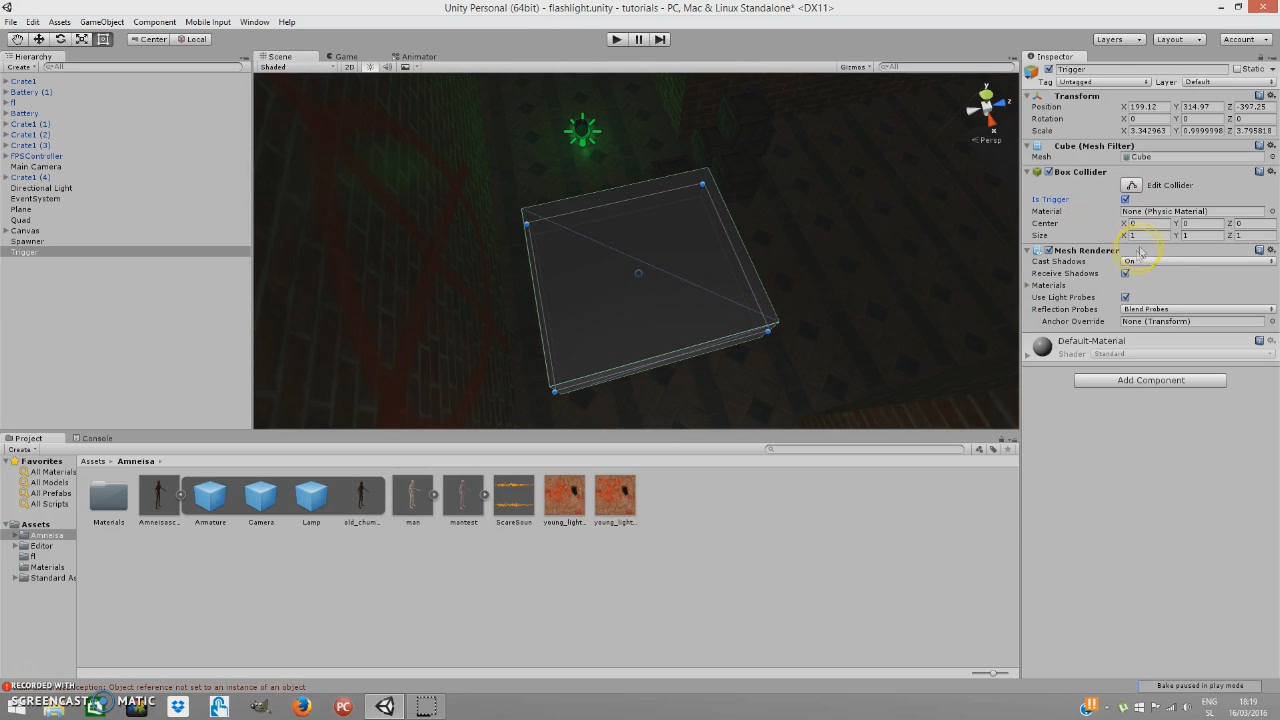 Unity Personal (64bit) - flashlight.unity - tutorials - PC, Mac & Linux Standalone* <DX11>
File Edit Assets GameObject Component Mobile Input Window Help
Center Local Layers Layout Account
Hierarchy
Create All
Crate1
Battery (1)
fl
Battery
Crate1 (1)
Crate1 (2)
Crate1 (3)
FPSController
Main Camera
Crate1 (4)
Directional Light
EventSystem
Plane
Quad
Canvas
Spawner
Trigger
Scene Game Animator
Shaded 2D Gizmos All
y
z
x
Persp
Inspector
Trigger Static
Tag Untagged Layer Default
Transform
Position X 199.12 Y 314.97 Z -397.25
Rotation X 0 Y 0 Z 0
Scale X 3.342963 Y 0.9999998 Z 3.795818
Cube (Mesh Filter)
Mesh Cube
Box Collider
Edit Collider
Is Trigger
Material None (Physic Material)
Center X 0 Y 0 Z 0
Size X 1 Y 1 Z 1
Mesh Renderer
Cast Shadows On
Receive Shadows
Materials
Use Light Probes
Reflection Probes Blend Probes
Anchor Override None (Transform)
Default-Material
Shader Standard
Add Component
Project Console
Create
Favorites
All Materials
All Models
All Prefabs
All Scripts
Assets
Amneisa
Editor
fl
Materials
Standard As
Assets Amneisa
Materials Amneisasc... Armature Camera Lamp old_chum... man mantest ScareSoun young_light... young_light...
Object reference not set to an instance of an object
Bake paused in play mode
RECORDED WITH
SCREENCAST MATIC
PC
ENG
SL
18:19
16/03/2016